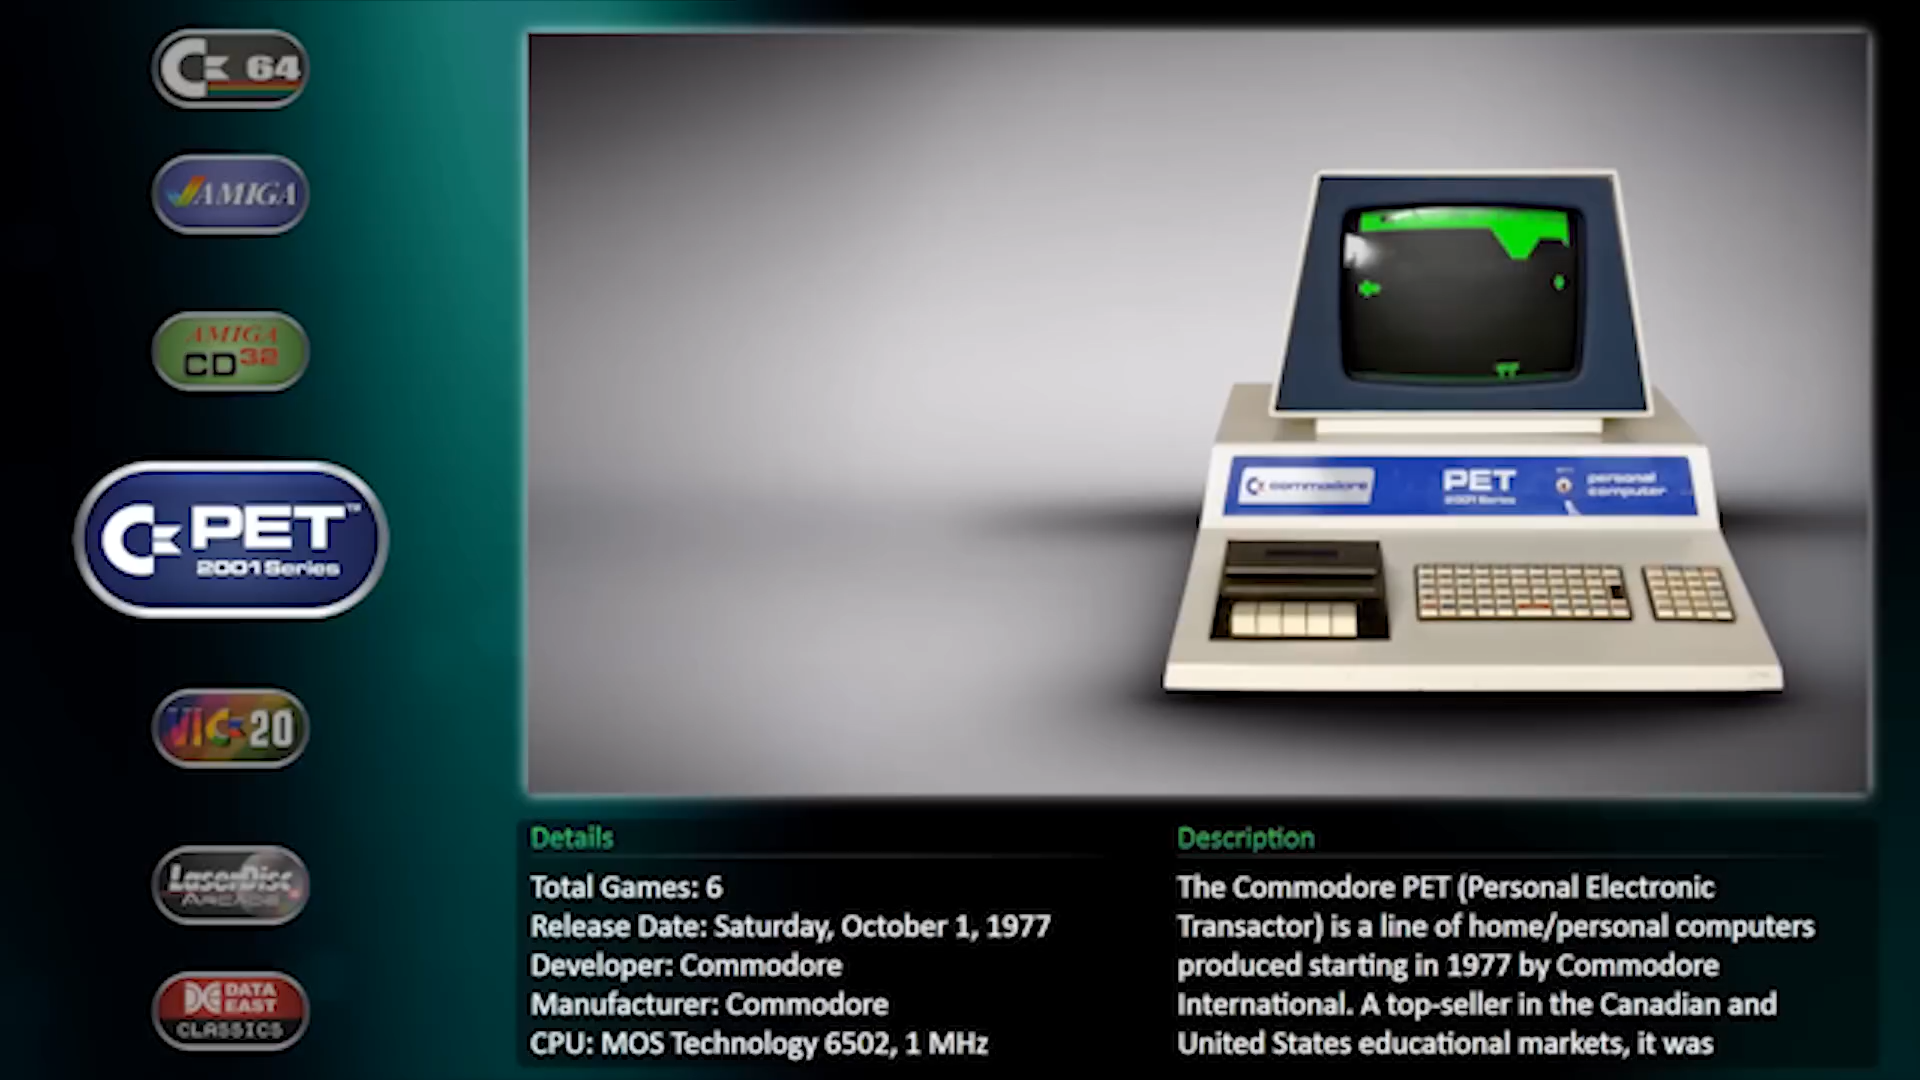 C 64
AMIGA
AMIGA
CD32
PET™
2001 Series
VIC 20
LaserDisc
ARCADE
DATA
EAST
CLASSICS
commodore
PET
2001 Series
personal
computer
Details
Total Games: 6
Release Date: Saturday, October 1, 1977
Developer: Commodore
Manufacturer: Commodore
CPU: MOS Technology 6502, 1 MHz
Description
The Commodore PET (Personal Electronic
Transactor) is a line of home/personal computers
produced starting in 1977 by Commodore
International. A top-seller in the Canadian and
United States educational markets, it was